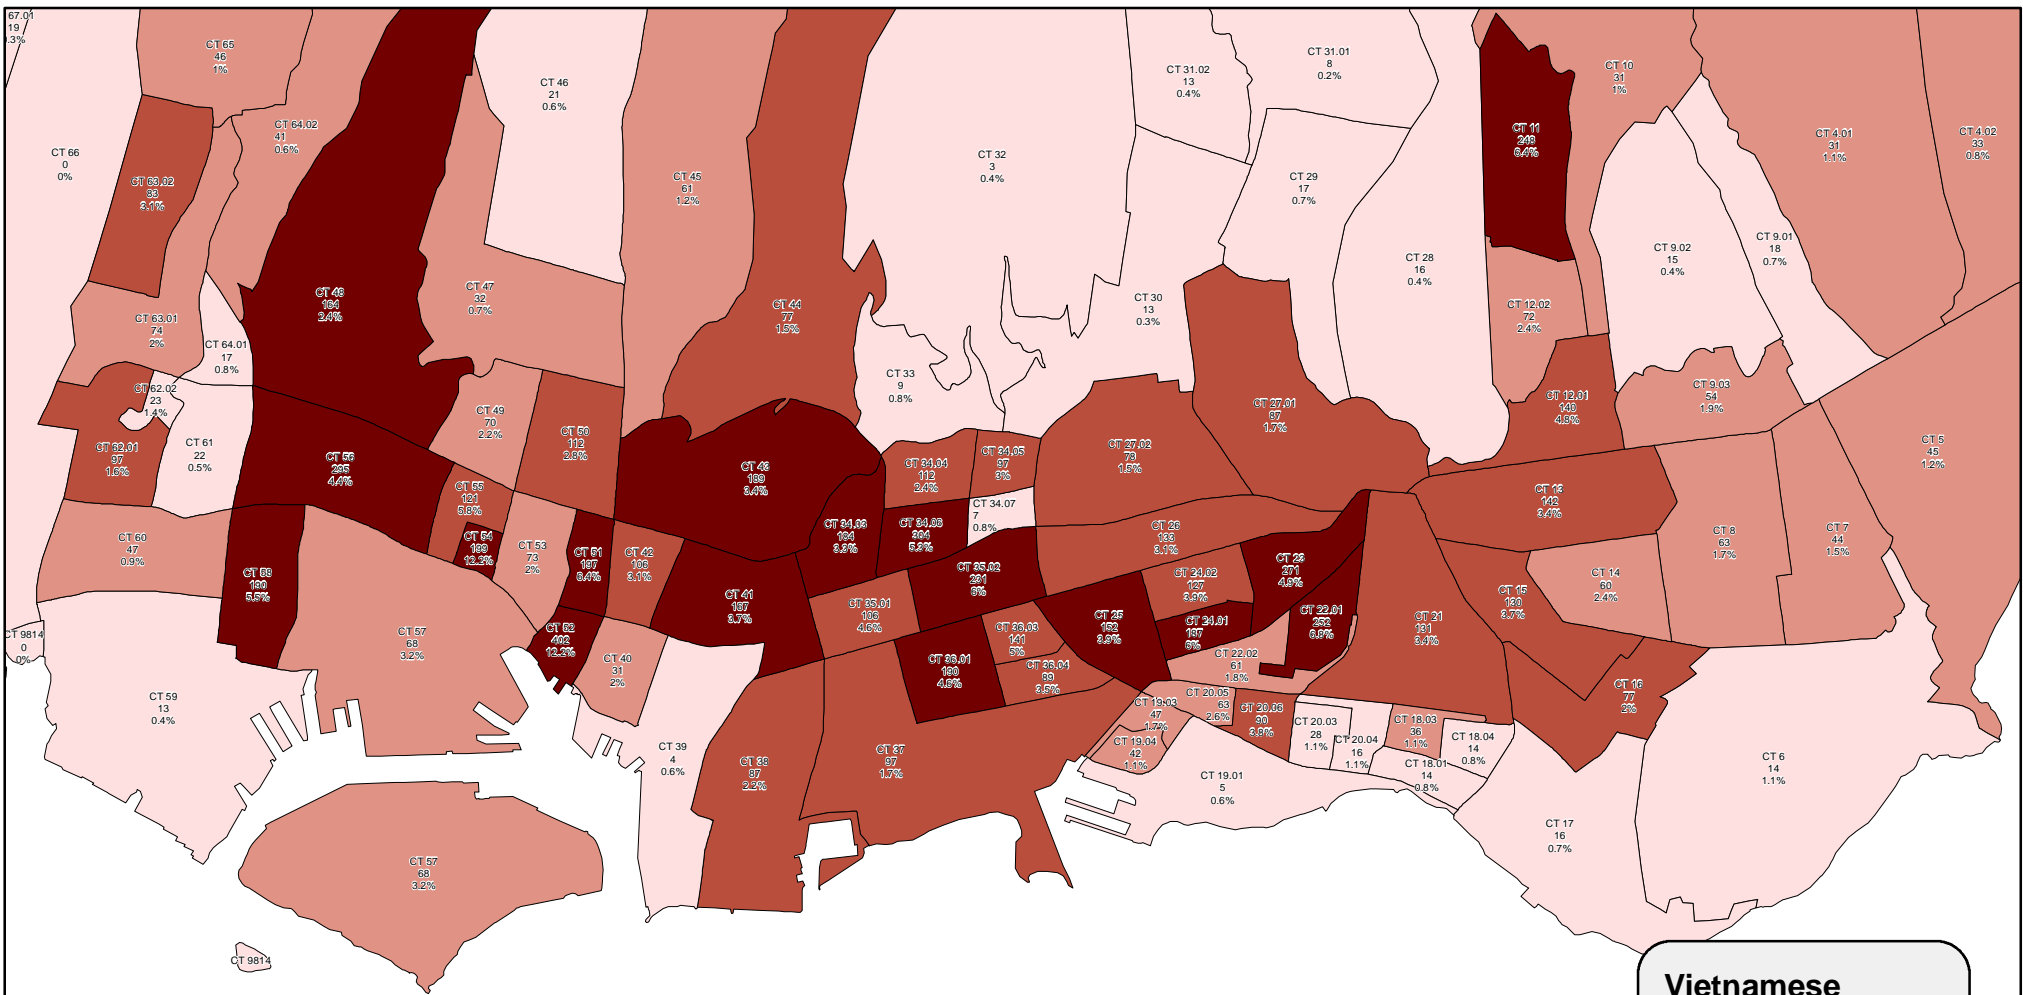 67.01
19
.3%
CT 65
46
1%
CT 46
21
0.6%
CT 31.02
13
0.4%
CT 31.01
8
0.2%
CT 10
31
1%
CT 64.02
41
0.6%
CT 66
0
0%
CT 63.02
83
3.1%
CT 45
61
1.2%
CT 32
3
0.4%
CT 29
17
0.7%
CT 11
248
6.4%
CT 4.01
31
1.1%
CT 4.02
33
0.8%
CT 9.02
15
0.4%
CT 9.01
18
0.7%
CT 28
16
0.4%
CT 48
164
2.4%
CT 47
32
0.7%
CT 44
77
1.5%
CT 30
13
0.3%
CT 12.02
72
2.4%
CT 63.01
74
2%
CT 64.01
17
0.8%
CT 33
9
0.8%
CT 62.02
23
1.4%
CT 49
70
2.2%
CT 50
112
2.8%
CT 27.01
87
1.7%
CT 12.01
140
4.8%
CT 9.03
54
1.9%
CT 5
45
1.2%
CT 62.01
97
1.6%
CT 61
22
0.5%
CT 56
295
4.4%
CT 43
189
3.4%
CT 34.04
112
2.4%
CT 34.05
97
3%
CT 27.02
78
1.5%
CT 55
121
5.8%
CT 13
142
3.4%
CT 34.07
7
0.8%
CT 34.03
184
3.3%
CT 34.06
304
5.3%
CT 26
133
3.1%
CT 8
63
1.7%
CT 7
44
1.5%
CT 60
47
0.9%
CT 54
199
12.2%
CT 53
73
2%
CT 51
197
8.4%
CT 42
106
3.1%
CT 58
136
5.5%
CT 35.02
231
6%
CT 24.02
127
3.9%
CT 23
271
4.9%
CT 14
60
2.4%
CT 15
130
3.7%
CT 41
167
3.7%
CT 35.01
106
4.6%
CT 25
152
3.9%
CT 24.01
137
6%
CT 22.01
252
6.9%
CT 21
131
3.4%
CT 9814
0
0%
CT 57
68
3.2%
CT 52
402
12.2%
CT 36.03
141
5%
CT 40
31
2%
CT 36.01
190
4.6%
CT 36.04
89
3.5%
CT 22.02
61
1.8%
CT 16
77
2%
CT 59
13
0.4%
CT 19.03
47
1.7%
CT 20.05
63
2.6%
CT 20.06
90
3.8%
CT 20.03
28
1.1%
CT 20.04
16
1.1%
CT 18.03
36
1.1%
CT 18.04
14
0.8%
CT 39
4
0.6%
CT 38
87
2.2%
CT 37
97
1.7%
CT 19.04
42
1.1%
CT 18.01
14
0.8%
CT 19.01
5
0.6%
CT 6
14
1.1%
CT 17
16
0.7%
CT 57
68
3.2%
CT 9814
Vietnamese